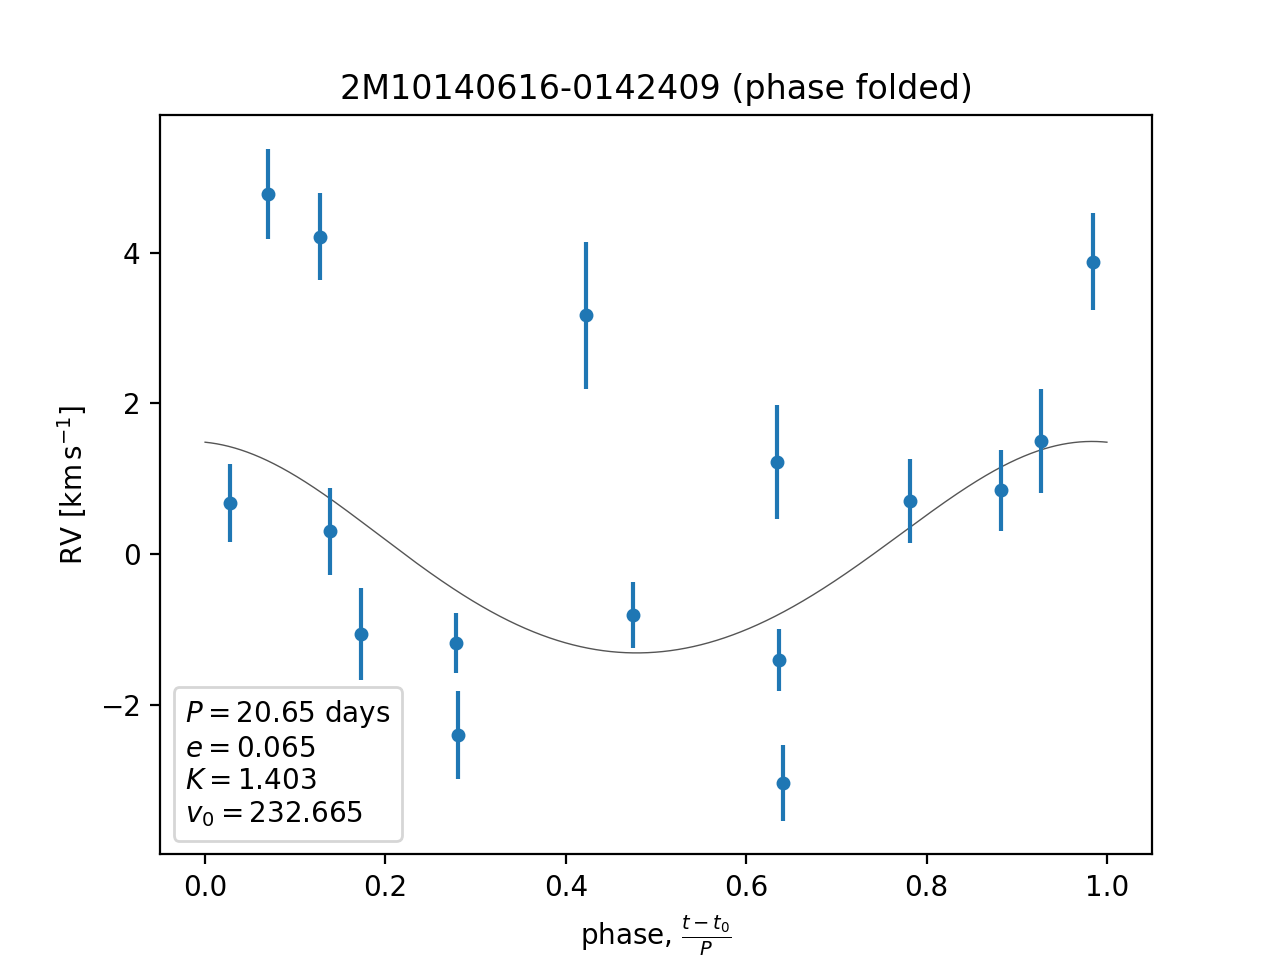 2M10140616-0142409 (phase folded)
RV [km s⁻¹]
4
2
0
−2
P = 20.65 days
e = 0.065
K = 1.403
v₀ = 232.665
0.0 0.2 0.4 0.6 0.8 1.0
phase, (t − t₀)/P